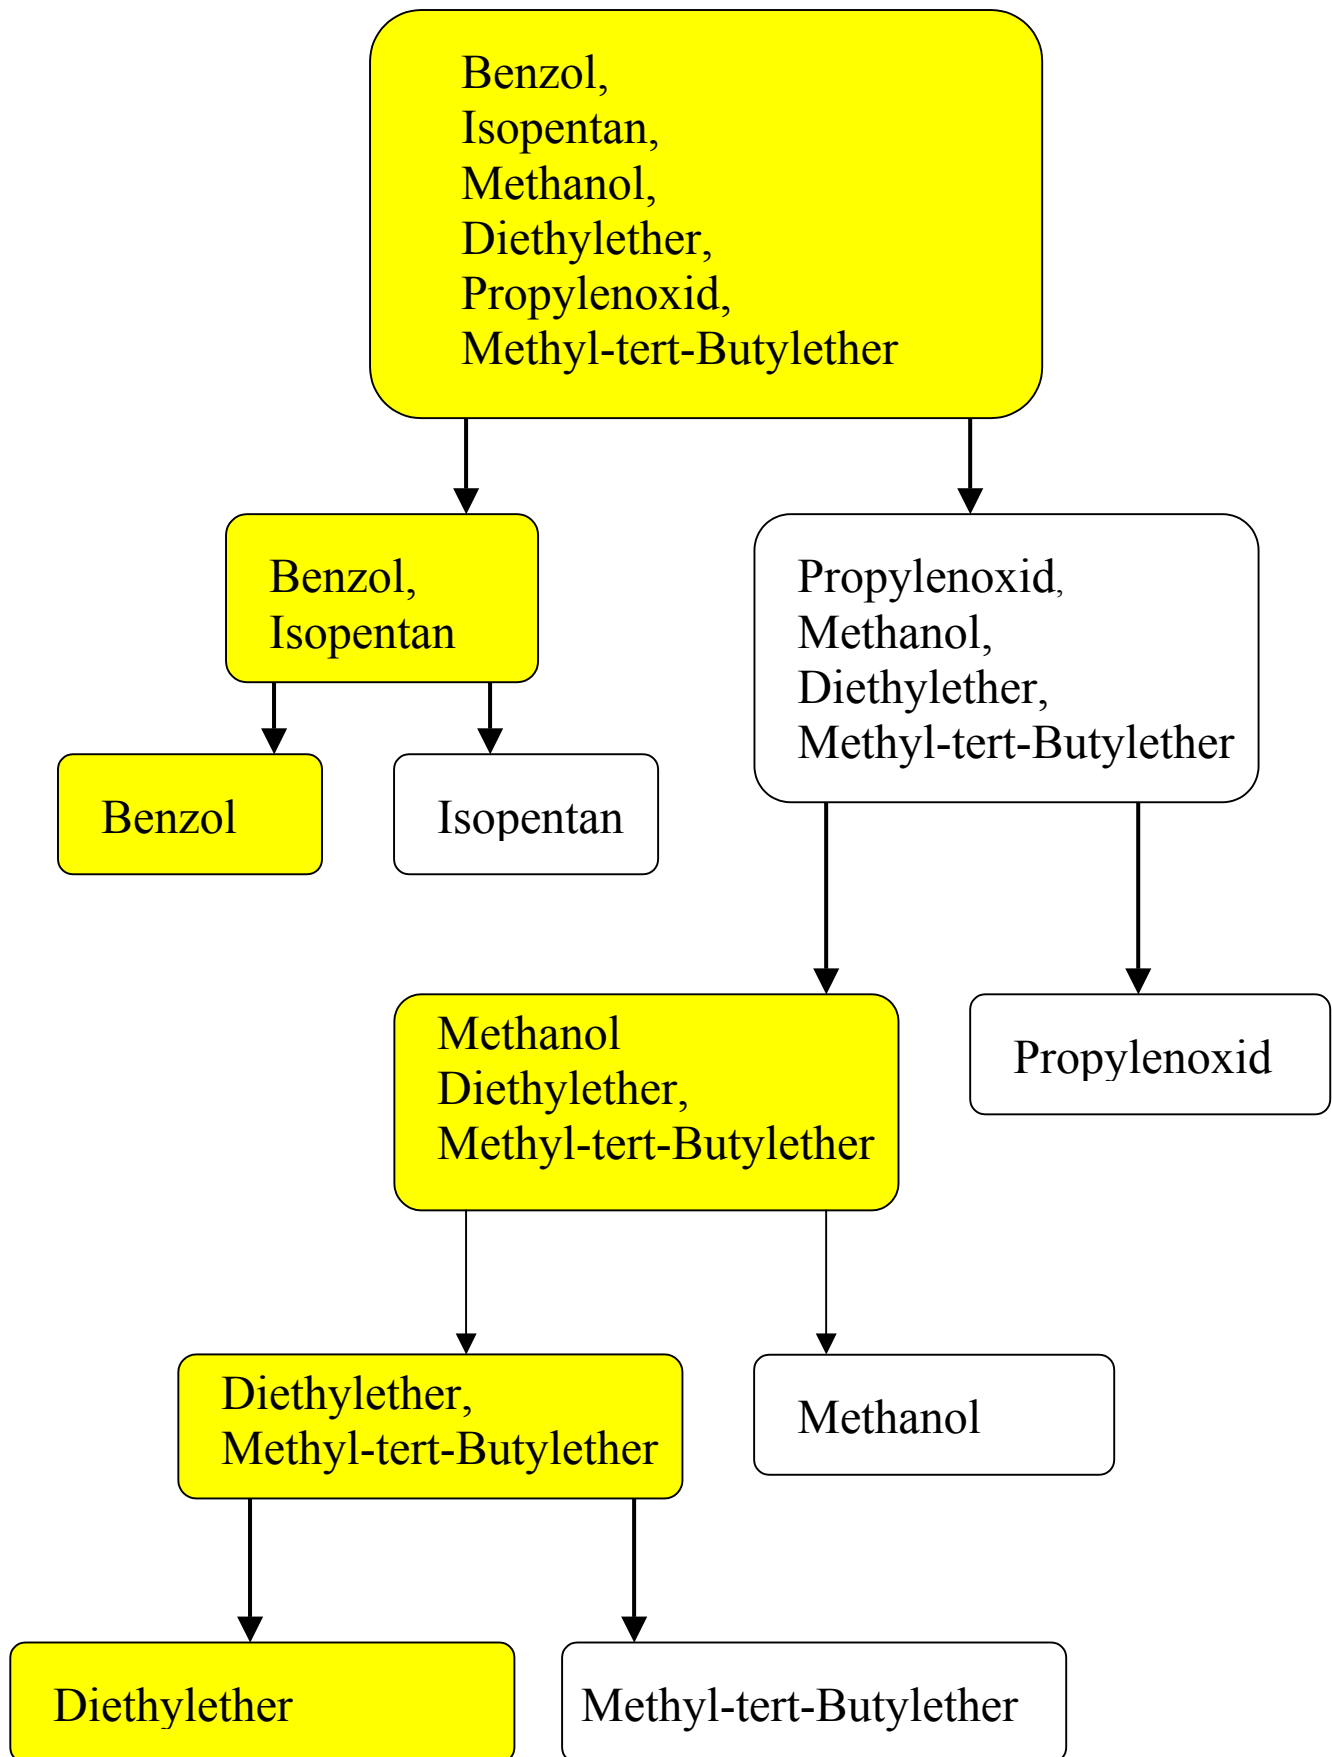 Benzol,
Isopentan,
Methanol,
Diethylether,
Propylenoxid,
Methyl-tert-Butylether
Benzol,
Isopentan
Propylenoxid,
Methanol,
Diethylether,
Methyl-tert-Butylether
Benzol
Isopentan
Methanol
Diethylether,
Methyl-tert-Butylether
Propylenoxid
Diethylether,
Methyl-tert-Butylether
Methanol
Diethylether
Methyl-tert-Butylether